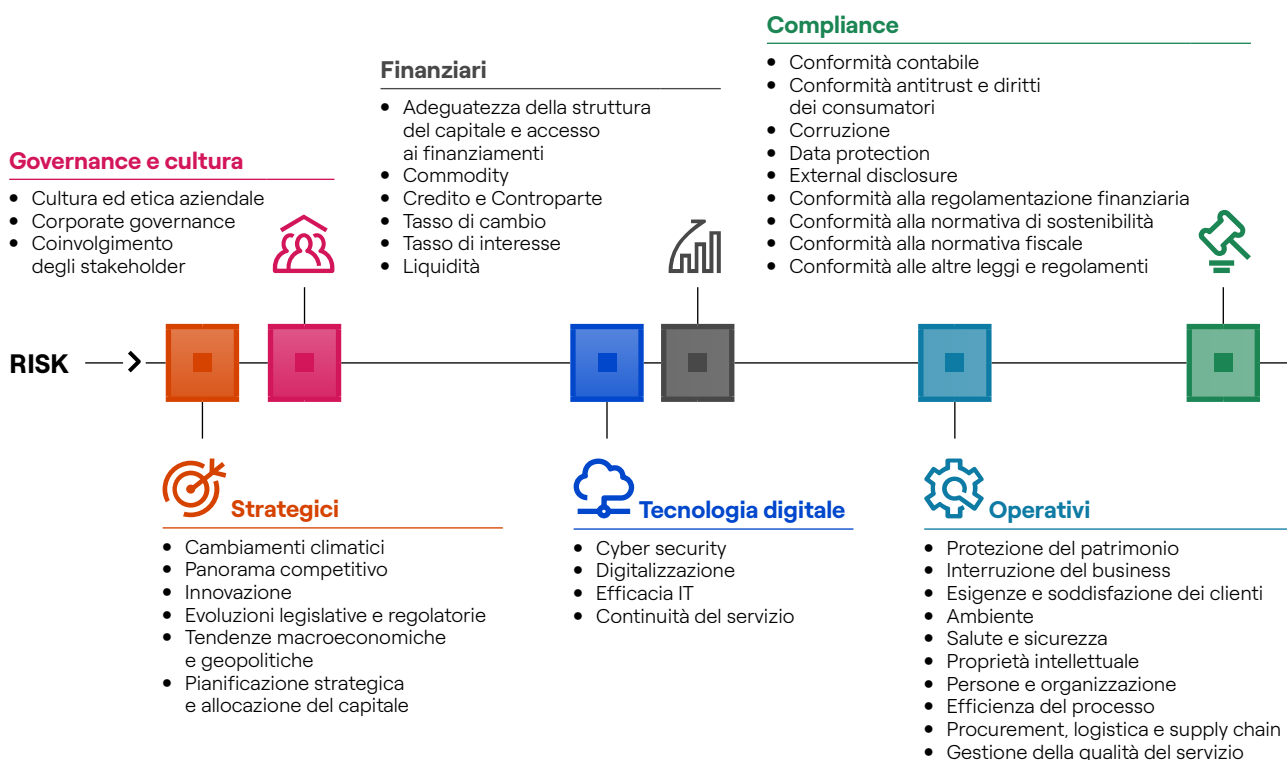 Compliance
• Conformità contabile
• Conformità antitrust e diritti
dei consumatori
• Corruzione
• Data protection
• External disclosure
• Conformità alla regolamentazione finanziaria
• Conformità alla normativa di sostenibilità
• Conformità alla normativa fiscale
• Conformità alle altre leggi e regolamenti
Finanziari
• Adeguatezza della struttura
del capitale e accesso
ai finanziamenti
• Commodity
• Credito e Controparte
• Tasso di cambio
• Tasso di interesse
• Liquidità
Governance e cultura
• Cultura ed etica aziendale
• Corporate governance
• Coinvolgimento
degli stakeholder
RISK
Strategici
• Cambiamenti climatici
• Panorama competitivo
• Innovazione
• Evoluzioni legislative e regolatorie
• Tendenze macroeconomiche
e geopolitiche
• Pianificazione strategica
e allocazione del capitale
Tecnologia digitale
• Cyber security
• Digitalizzazione
• Efficacia IT
• Continuità del servizio
Operativi
• Protezione del patrimonio
• Interruzione del business
• Esigenze e soddisfazione dei clienti
• Ambiente
• Salute e sicurezza
• Proprietà intellettuale
• Persone e organizzazione
• Efficienza del processo
• Procurement, logistica e supply chain
• Gestione della qualità del servizio